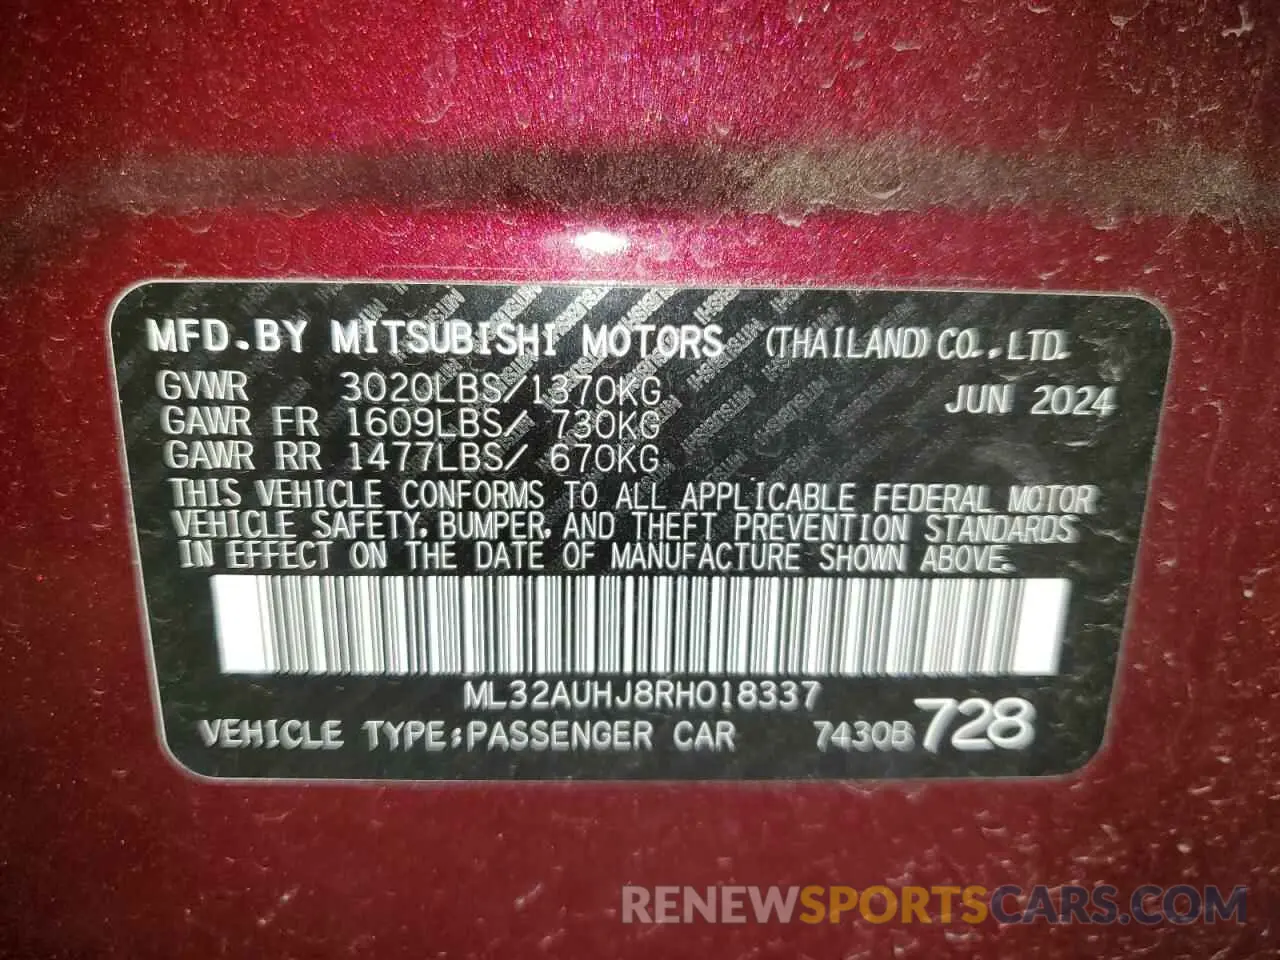 MFD.BY MITSUBISHI MOTORS (THAILAND) CO.,LTD.
GVWR 3020LBS/1370KG JUN 2024
GAWR FR 1609LBS/ 730KG
GAWR RR 1477LBS/ 670KG
THIS VEHICLE CONFORMS TO ALL APPLICABLE FEDERAL MOTOR
VEHICLE SAFETY, BUMPER, AND THEFT PREVENTION STANDARDS
IN EFFECT ON THE DATE OF MANUFACTURE SHOWN ABOVE.
ML32AUHJ8RH018337
VEHICLE TYPE:PASSENGER CAR 7430B 728
RENEWSPORTSCARS.COM